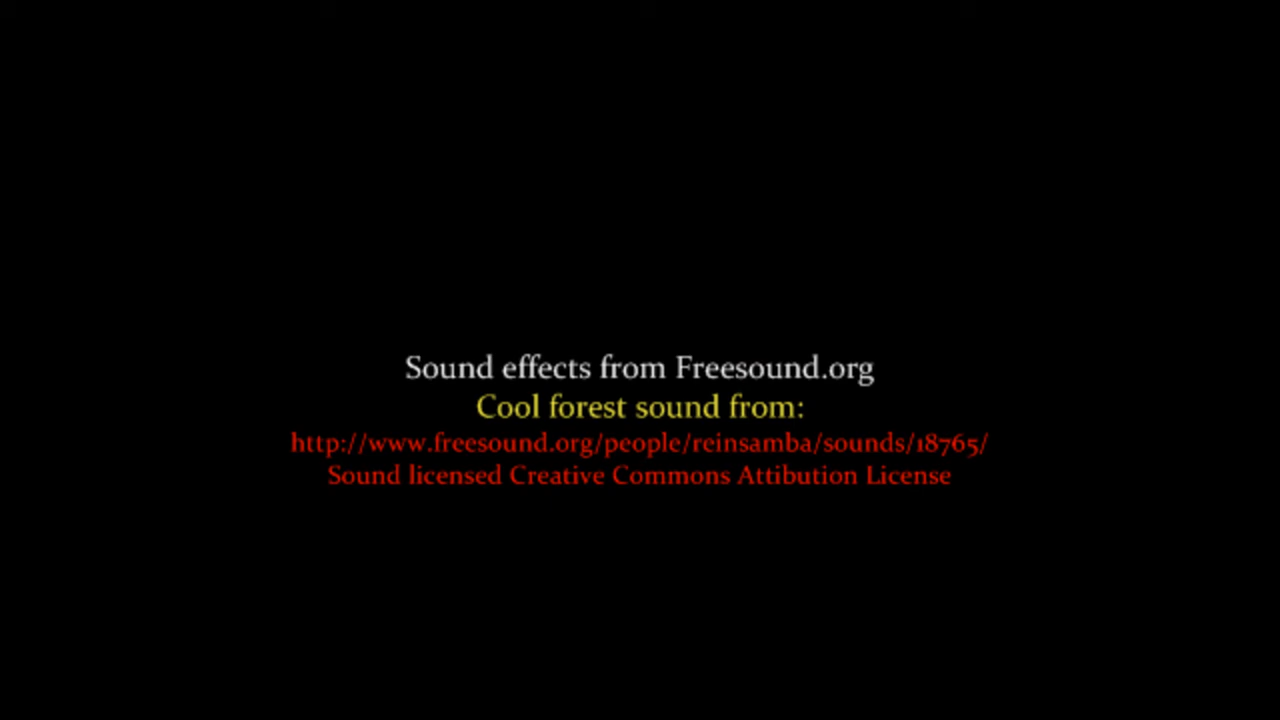 Sound effects from Freesound.org
Cool forest sound from:
http://www.freesound.org/people/reinsamba/sounds/18765/
Sound licensed Creative Commons Attibution License